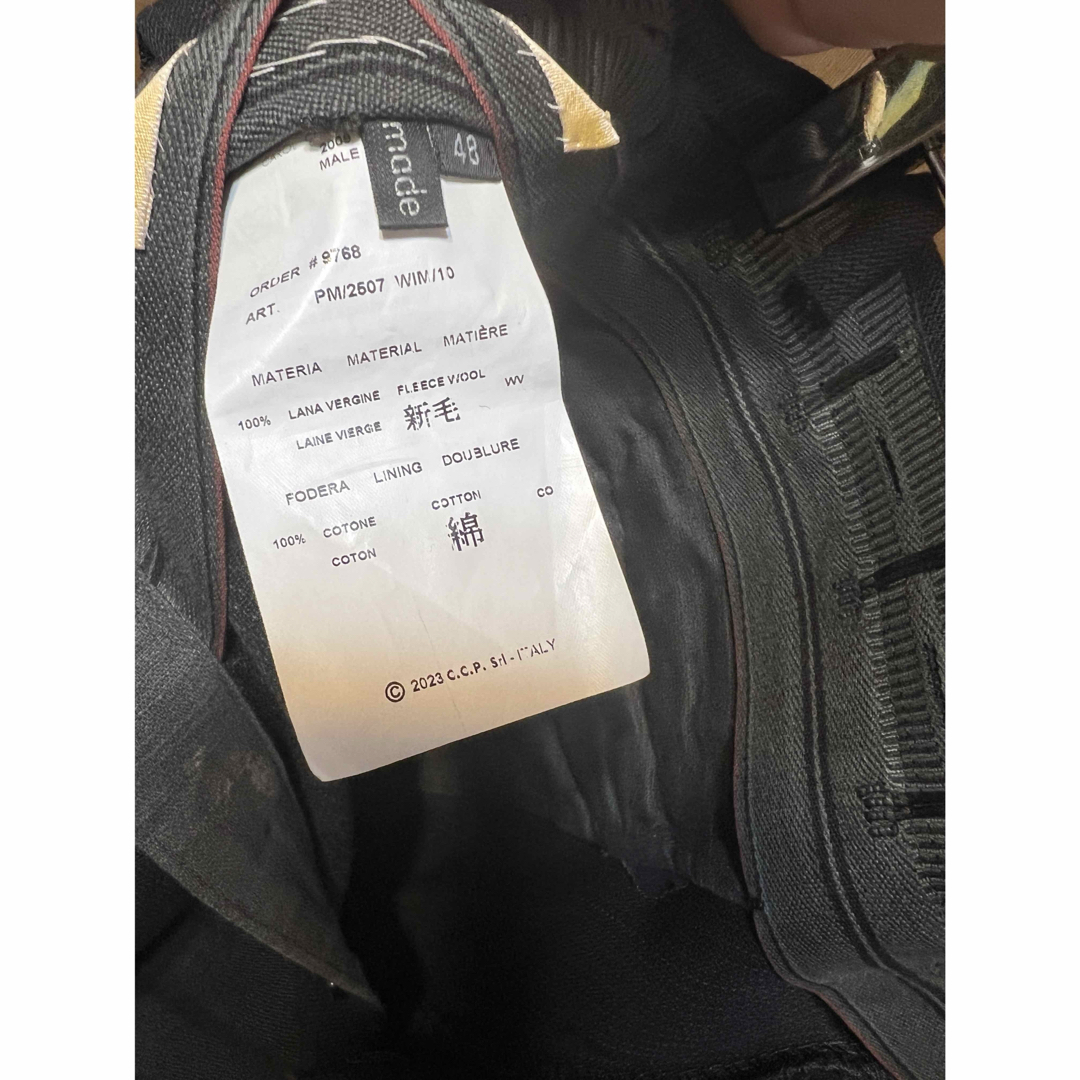 made
48
MALE
ORDER #9768
ART. PM/2507 WIM/10
MATERIA MATERIAL MATIÈRE
100% LANA VERGINE FLEECE WOOL WV
LAINE VIERGE 新毛
FODERA LINING DOUBLURE
100% COTONE COTTON CO
COTON 綿
© 2023 C.C.P. Srl - ITALY